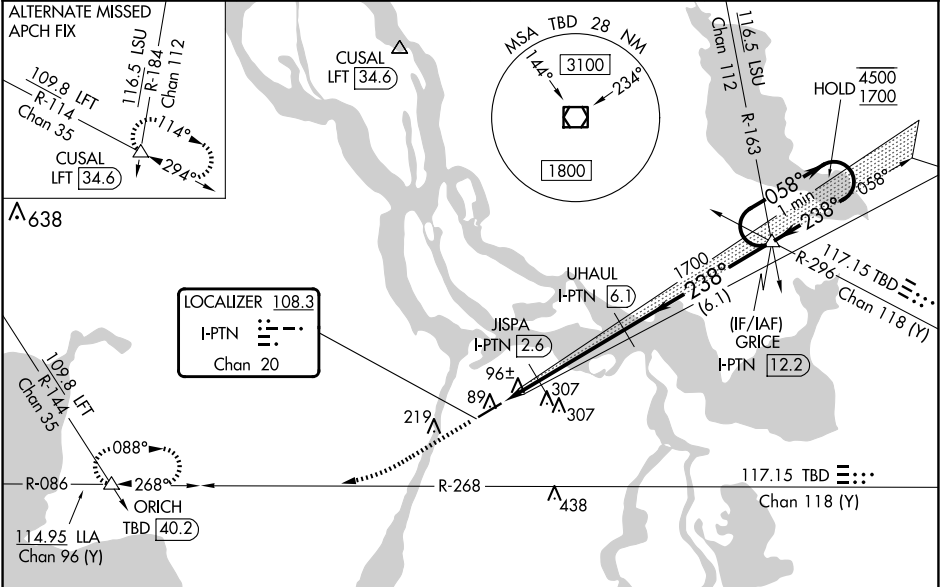 ALTERNATE MISSED
APCH FIX
109.8 LFT
R-114
Chan 35
116.5 LSU
R-184
Chan 112
114°
294°
CUSAL
LFT 34.6
638
CUSAL
LFT 34.6
MSA TBD 28 NM
144°
234°
3100
1800
116.5 LSU
Chan 112
R-163
HOLD 4500
1700
058°
1 min
238°
058°
1700
238°
(6.1)
117.15 TBD
R-296
Chan 118 (Y)
UHAUL
I-PTN 6.1
(IF/IAF)
GRICE
I-PTN 12.2
JISPA
I-PTN 2.6
LOCALIZER 108.3
I-PTN
Chan 20
96±
89
307
307
219
109.8 LFT
R-144
Chan 35
088°
268°
R-086
R-268
117.15 TBD
Chan 118 (Y)
438
ORICH
TBD 40.2
114.95 LLA
Chan 96 (Y)